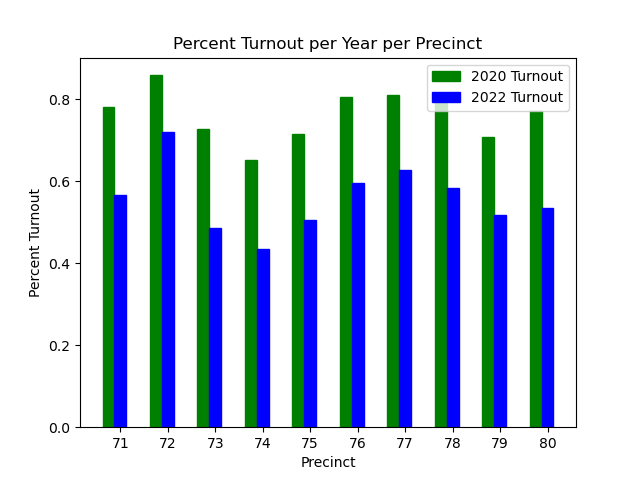 Percent Turnout per Year per Precinct
2020 Turnout
2022 Turnout
Percent Turnout
0.8
0.6
0.4
0.2
0.0
71 72 73 74 75 76 77 78 79 80
Precinct